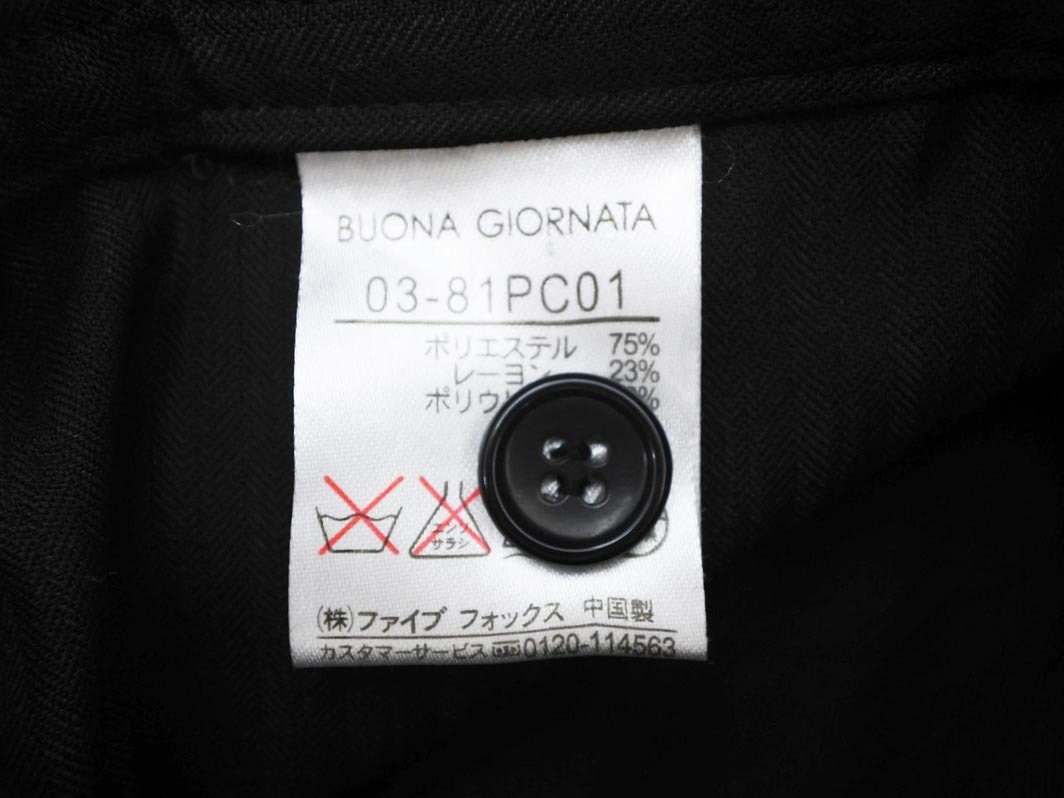 BUONA GIORNATA
03-81PC01
ポリエステル 75%
レーヨン 23%
%
エンソ
サラシ
(株)ファイブ フォックス 中国製
カスタマーサービス 0120-114563